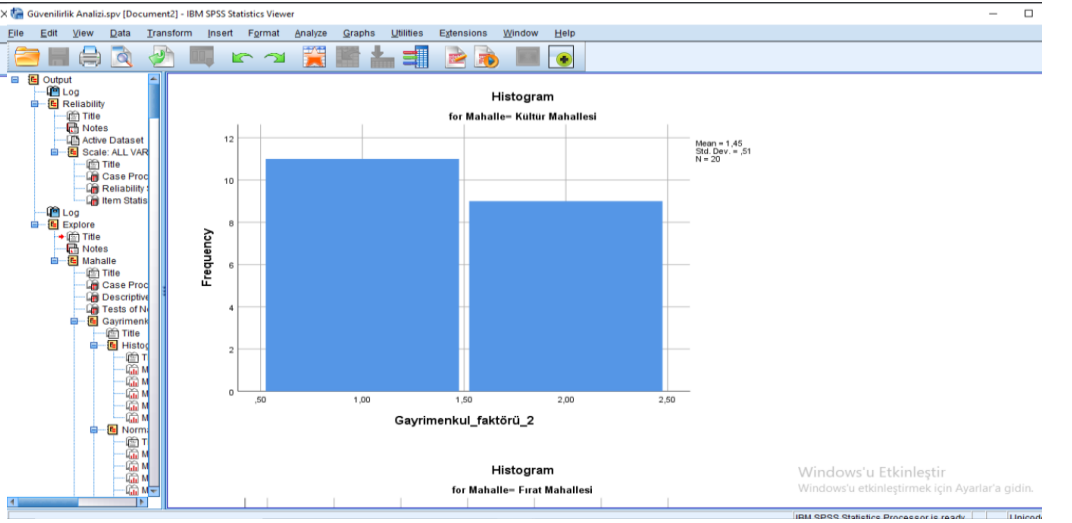 Güvenilirlik Analizi.spv [Document2] - IBM SPSS Statistics Viewer
File Edit View Data Transform Insert Format Analyze Graphs Utilities Extensions Window Help
Output
Log
Reliability
Title
Notes
Active Dataset
Scale: ALL VAR
Title
Case Proc
Reliability
Item Statis
Log
Explore
Title
Notes
Mahalle
Title
Case Proc
Descriptive
Tests of No
Gayrimenk
Title
Histog
T
M
M
M
M
M
Norma
T
M
M
M
M
Histogram
for Mahalle= Kültür Mahallesi
Mean = 1,45
Std. Dev. = ,51
N = 20
12
10
8
6
4
2
0
Frequency
,50 1,00 1,50 2,00 2,50
Gayrimenkul_faktörü_2
Histogram
for Mahalle= Fırat Mahallesi
Windows'u Etkinleştir
Windows'u etkinleştirmek için Ayarlar'a gidin.
IBM SPSS Statistics Processor is ready
Unicode